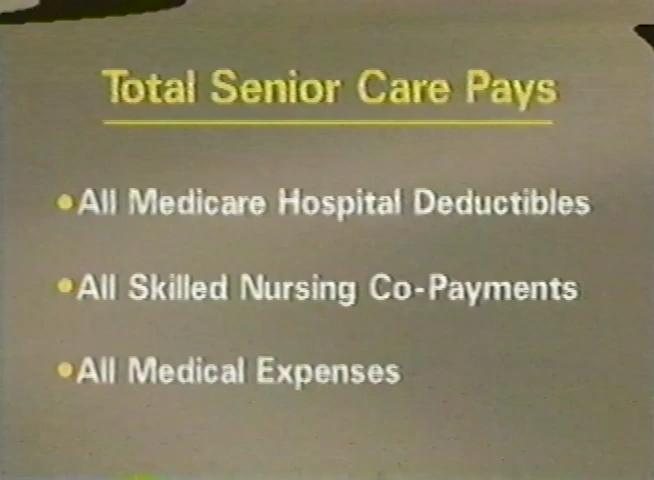 Total Senior Care Pays
•All Medicare Hospital Deductibles
•All Skilled Nursing Co-Payments
•All Medical Expenses